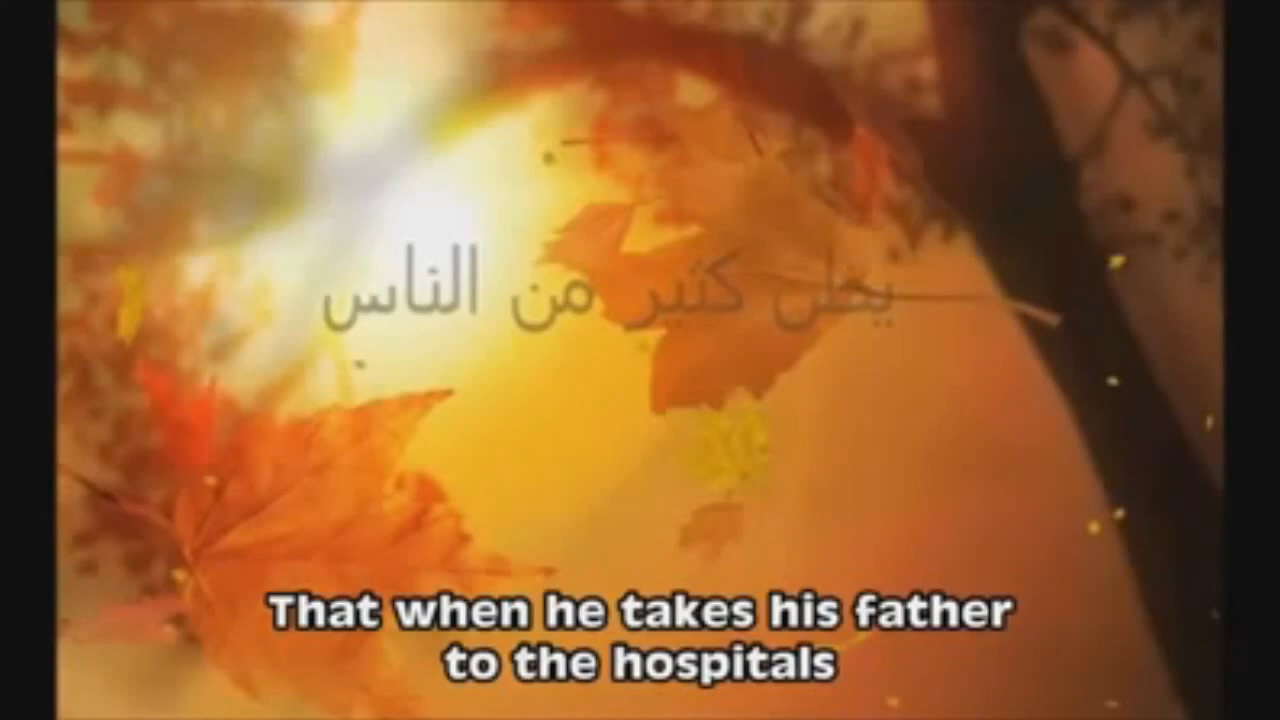 يظن كثير من الناس
That when he takes his father
to the hospitals